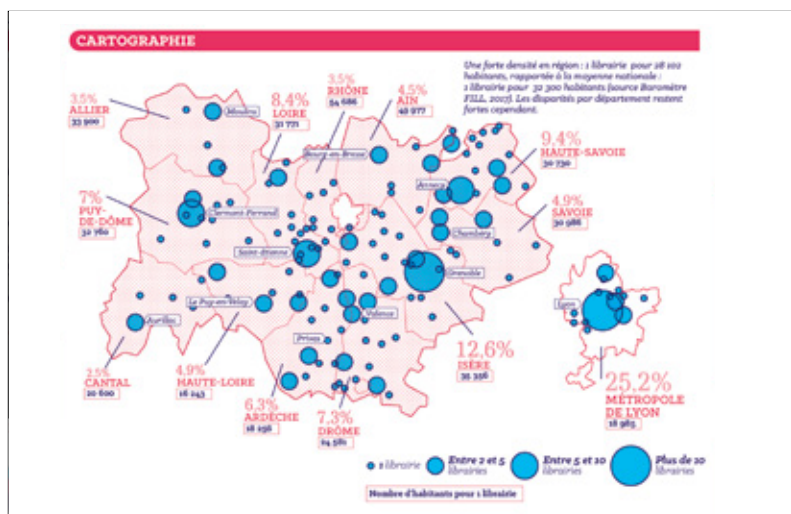 CARTOGRAPHIE
Une forte densité en région : 1 librairie pour 28 102
habitants, rapportée à la moyenne nationale :
1 librairie pour 32 300 habitants (source Baromètre
FILL, 2017). Les disparités par département restent
fortes cependant.
3,5%
ALLIER
33 900
8,4%
LOIRE
31 771
3,5%
RHÔNE
54 686
4,5%
AIN
49 977
9,4%
HAUTE-SAVOIE
30 730
7%
PUY-
DE-DÔME
32 760
4,9%
SAVOIE
30 986
Moulins
Bourg-en-Bresse
Annecy
Clermont-Ferrand
Chambéry
Saint-étienne
Grenoble
Le Puy-en-Velay
Aurillac
Valence
Privas
Lyon
2,5%
CANTAL
20 600
4,9%
HAUTE-LOIRE
16 243
6,3%
ARDÈCHE
18 056
7,3%
DRÔME
24 581
12,6%
ISÈRE
35 256
25,2%
MÉTROPOLE
DE LYON
18 985
1 librairie
Entre 2 et 5
librairies
Entre 5 et 10
librairies
Plus de 10
librairies
Nombre d'habitants pour 1 librairie